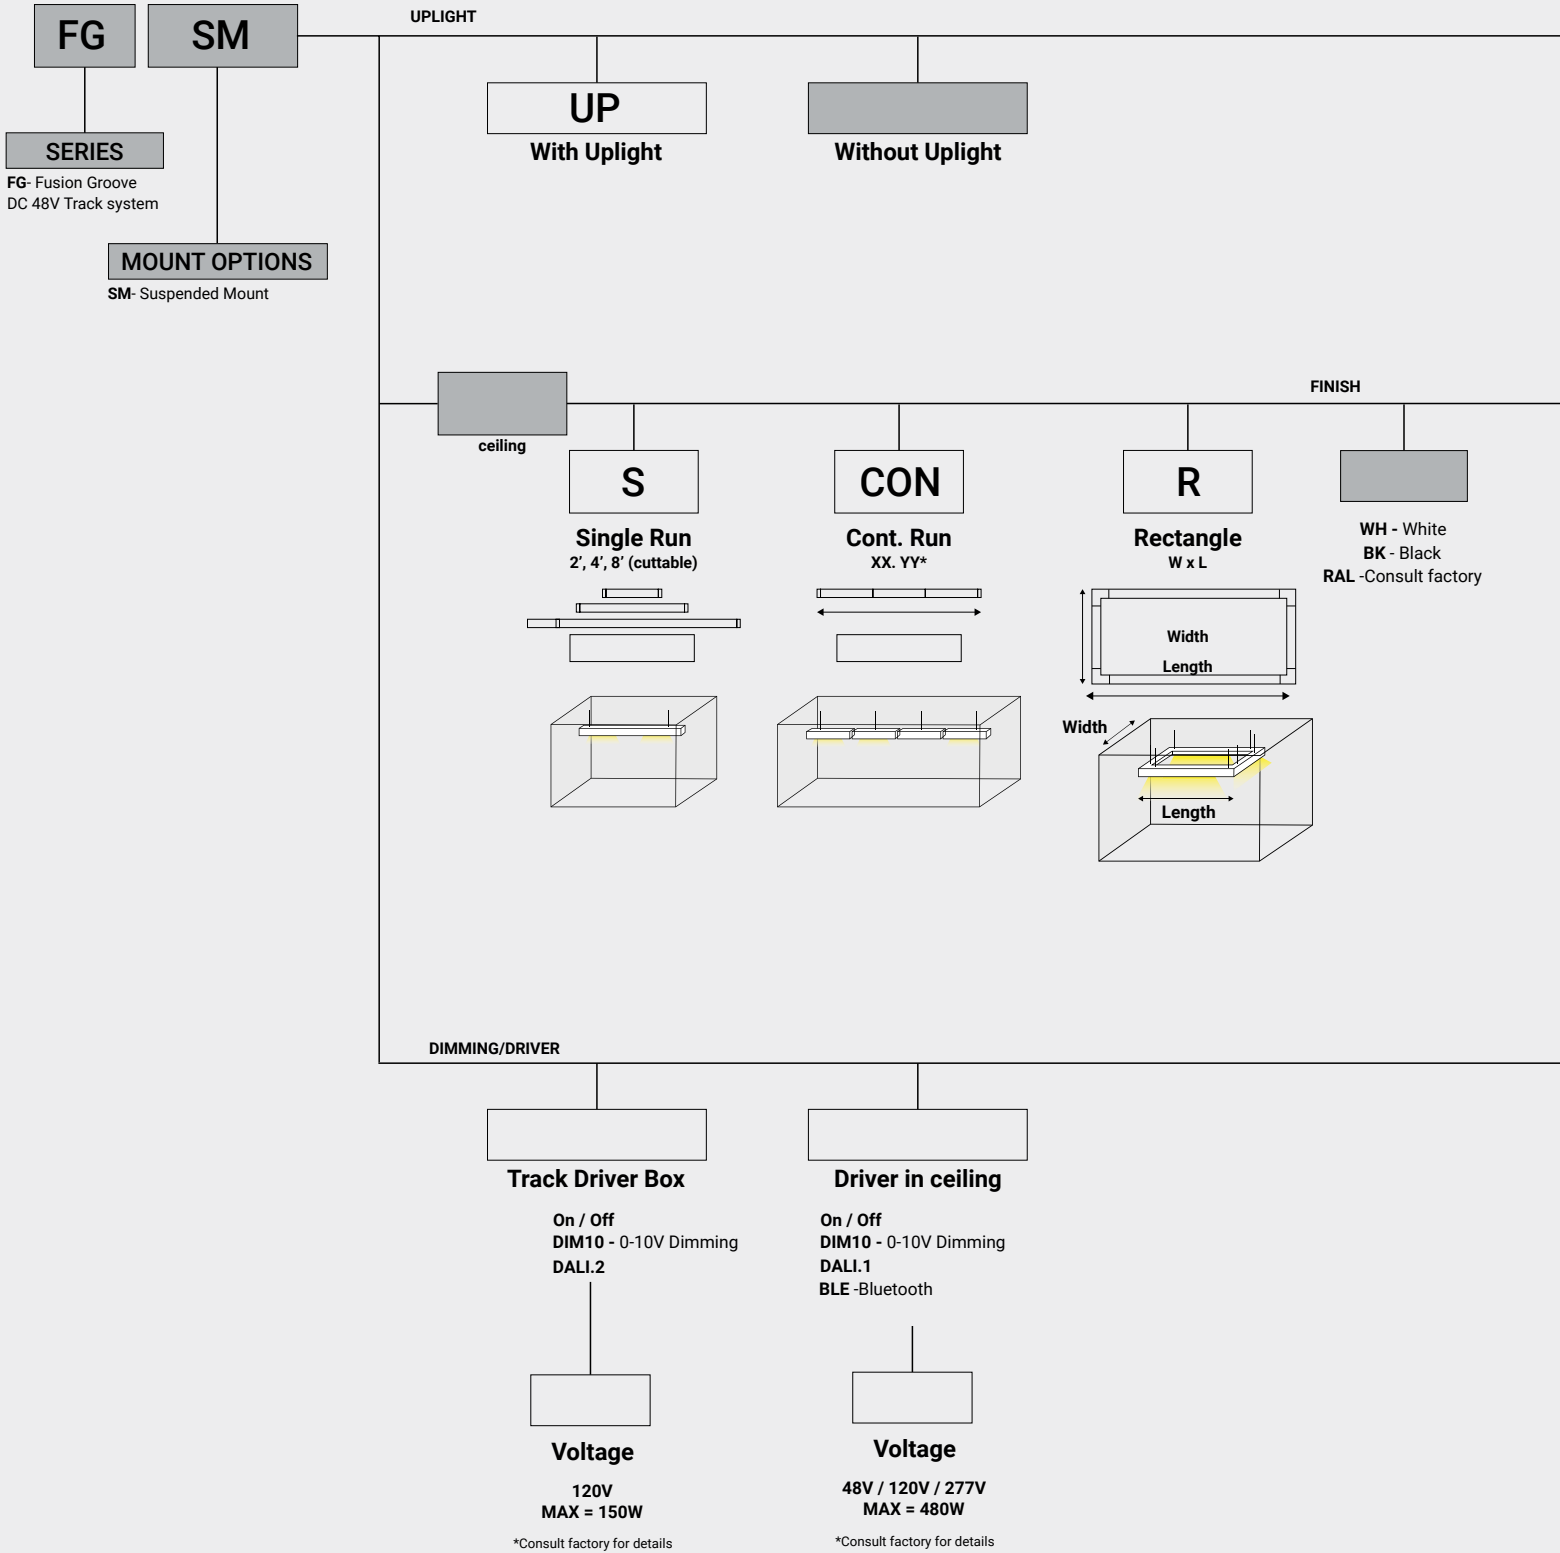 FG
SM
UPLIGHT
UP
With Uplight
Without Uplight
SERIES
FG- Fusion Groove
DC 48V Track system
MOUNT OPTIONS
SM- Suspended Mount
FINISH
ceiling
S
Single Run
2’, 4’, 8’ (cuttable)
CON
Cont. Run
XX. YY*
R
Rectangle
W x L
WH - White
BK - Black
RAL -Consult factory
Width
Length
Width
Length
DIMMING/DRIVER
Track Driver Box
On / Off
DIM10 - 0-10V Dimming
DALI.2
Voltage
120V
MAX = 150W
*Consult factory for details
Driver in ceiling
On / Off
DIM10 - 0-10V Dimming
DALI.1
BLE -Bluetooth
Voltage
48V / 120V / 277V
MAX = 480W
*Consult factory for details